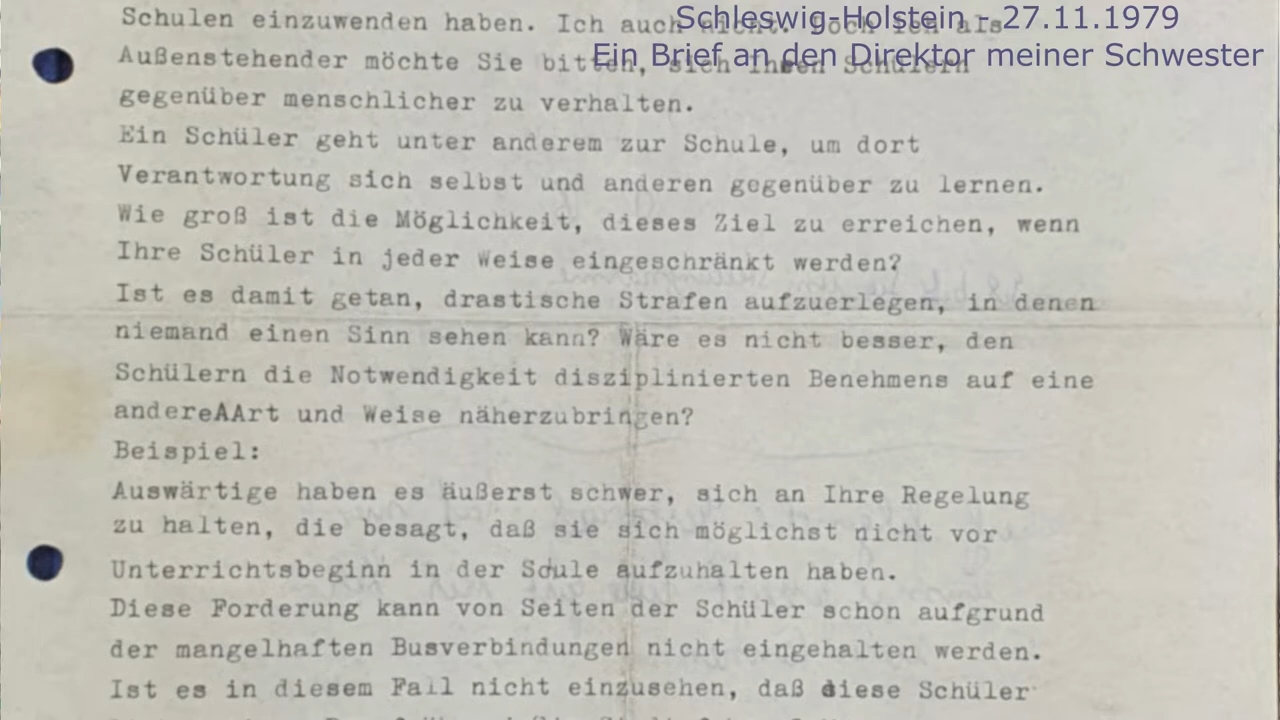 Schleswig-Holstein - 27.11.1979
Ein Brief an den Direktor meiner Schwester
Schulen einzuwenden haben. Ich auch nicht. Doch ich als
Außenstehender möchte Sie bitten, sich Ihren Schülern
gegenüber menschlicher zu verhalten.
Ein Schüler geht unter anderem zur Schule, um dort
Verantwortung sich selbst und anderen gegenüber zu lernen.
Wie groß ist die Möglichkeit, dieses Ziel zu erreichen, wenn
Ihre Schüler in jeder Weise eingeschränkt werden?
Ist es damit getan, drastische Strafen aufzuerlegen, in denen
niemand einen Sinn sehen kann? Wäre es nicht besser, den
Schülern die Notwendigkeit disziplinierten Benehmens auf eine
andereAArt und Weise näherzubringen?
Beispiel:
Auswärtige haben es äußerst schwer, sich an Ihre Regelung
zu halten, die besagt, daß sie sich möglichst nicht vor
Unterrichtsbeginn in der Scule aufzuhalten haben.
Diese Forderung kann von Seiten der Schüler schon aufgrund
der mangelhaften Busverbindungen nicht eingehalten werden.
Ist es in diesem Fall nicht einzusehen, daß diese Schüler